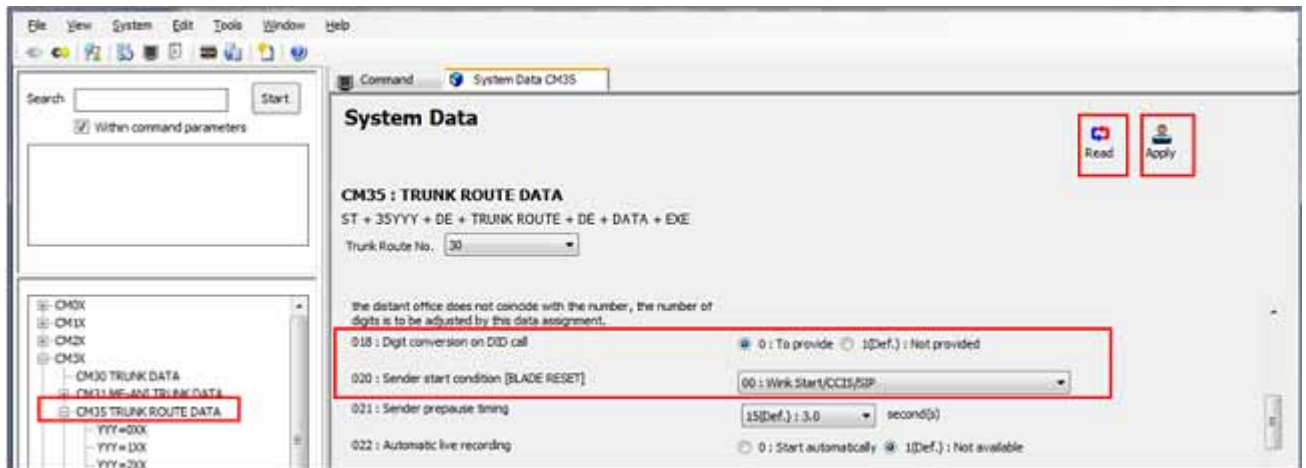 File View System Edit Tools Window Help
Command System Data CM35
Search Start
Within command parameters
System Data
Read Apply
CM35 : TRUNK ROUTE DATA
ST + 35YYY + DE + TRUNK ROUTE + DE + DATA + EXE
Trunk Route No. 30
the distant office does not coincide with the number, the number of
digits is to be adjusted by this data assignment.
018 : Digit conversion on DID call 0 : To provide 1(Def.) : Not provided
020 : Sender start condition [BLADE RESET] 00 : Wink Start/CCIS/SIP
021 : Sender prepause timing 15(Def.) : 3.0 second(s)
022 : Automatic live recording 0 : Start automatically 1(Def.) : Not available
CM0X
CM1X
CM2X
CM3X
CM30 TRUNK DATA
CM31 MF-ANI TRUNK DATA
CM35 TRUNK ROUTE DATA
YYY=0XX
YYY=1XX
YYY=2XX